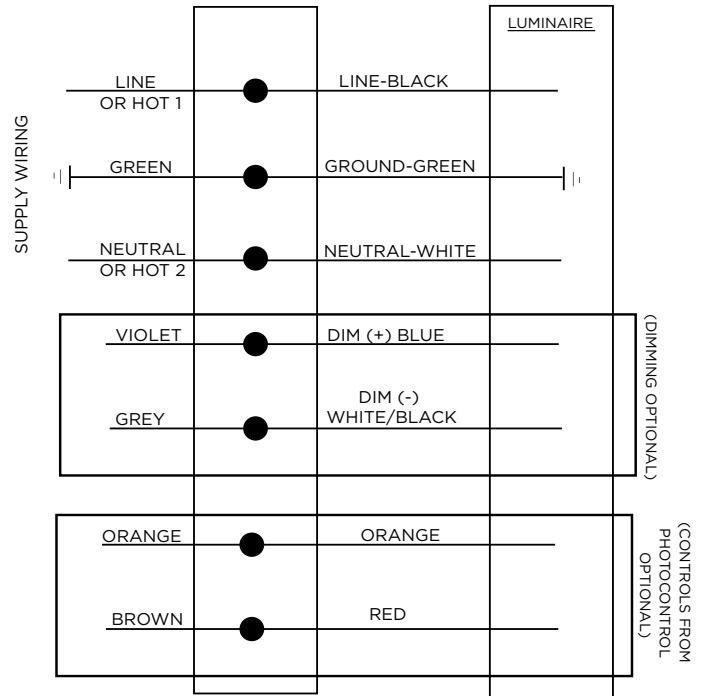 LUMINAIRE
SUPPLY WIRING
LINE
OR HOT 1
LINE-BLACK
GREEN
GROUND-GREEN
NEUTRAL
OR HOT 2
NEUTRAL-WHITE
VIOLET
DIM (+) BLUE
GREY
DIM (-)
WHITE/BLACK
(DIMMING OPTIONAL)
ORANGE
ORANGE
BROWN
RED
(CONTROLS FROM
PHOTOCONTROL
OPTIONAL)